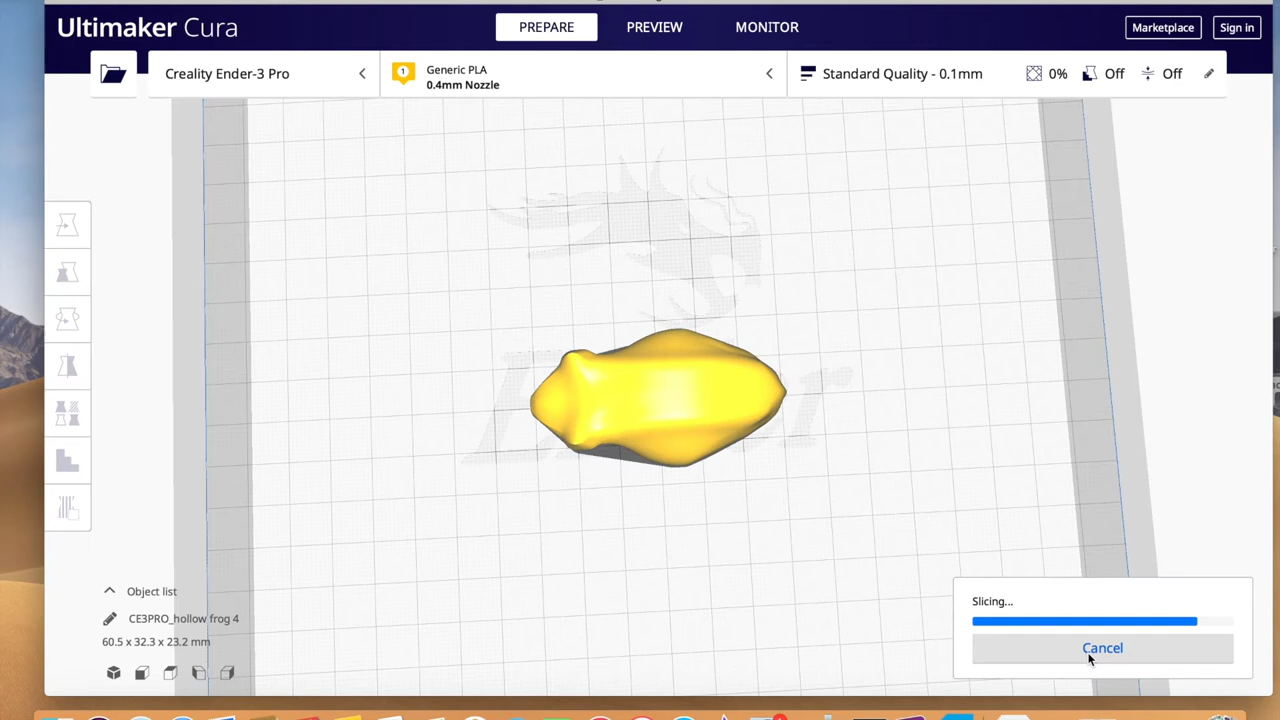 Ultimaker Cura
PREPARE
PREVIEW
MONITOR
Marketplace
Sign in
Creality Ender-3 Pro
1
Generic PLA
0.4mm Nozzle
Standard Quality - 0.1mm
0%
Off
Off
Object list
CE3PRO_hollow frog 4
60.5 x 32.3 x 23.2 mm
Slicing...
Cancel